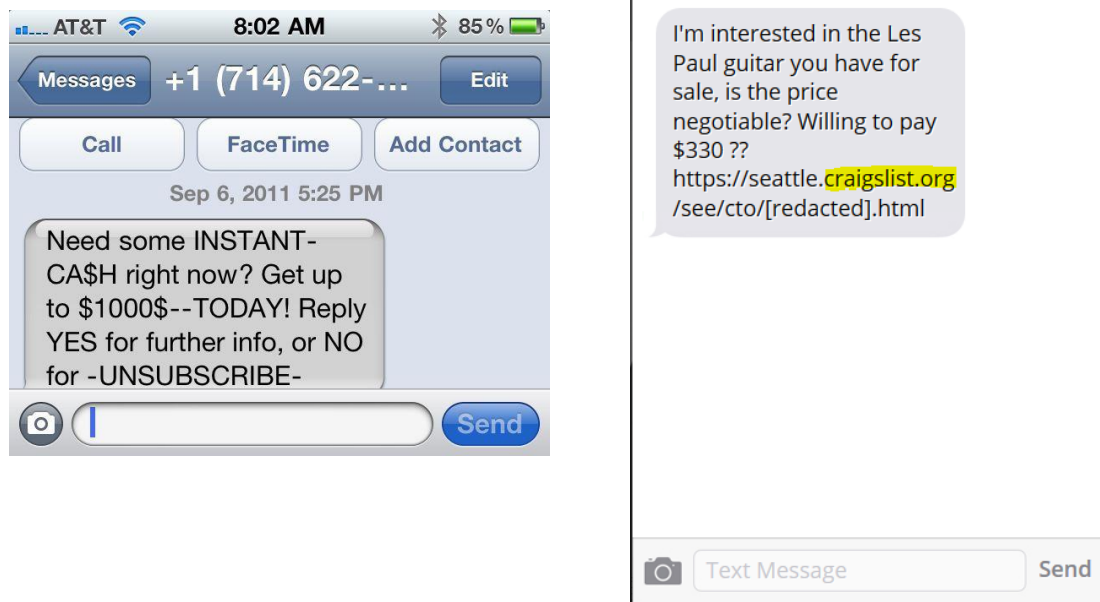 AT&T 8:02 AM 85%
Messages +1 (714) 622-... Edit
Call FaceTime Add Contact
Sep 6, 2011 5:25 PM
Need some INSTANT-
CA$H right now? Get up
to $1000$--TODAY! Reply
YES for further info, or NO
for -UNSUBSCRIBE-
Send
I'm interested in the Les
Paul guitar you have for
sale, is the price
negotiable? Willing to pay
$330 ??
https://seattle.craigslist.org
/see/cto/[redacted].html
Text Message Send